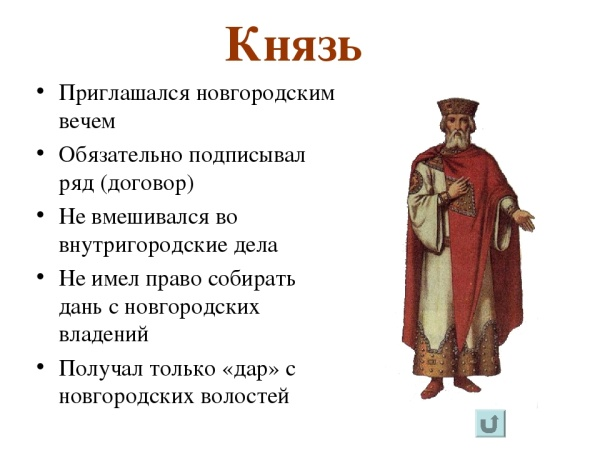 Князь
• Приглашался новгородским
вечем
• Обязательно подписывал
ряд (договор)
• Не вмешивался во
внутригородские дела
• Не имел право собирать
дань с новгородских
владений
• Получал только «дар» с
новгородских волостей